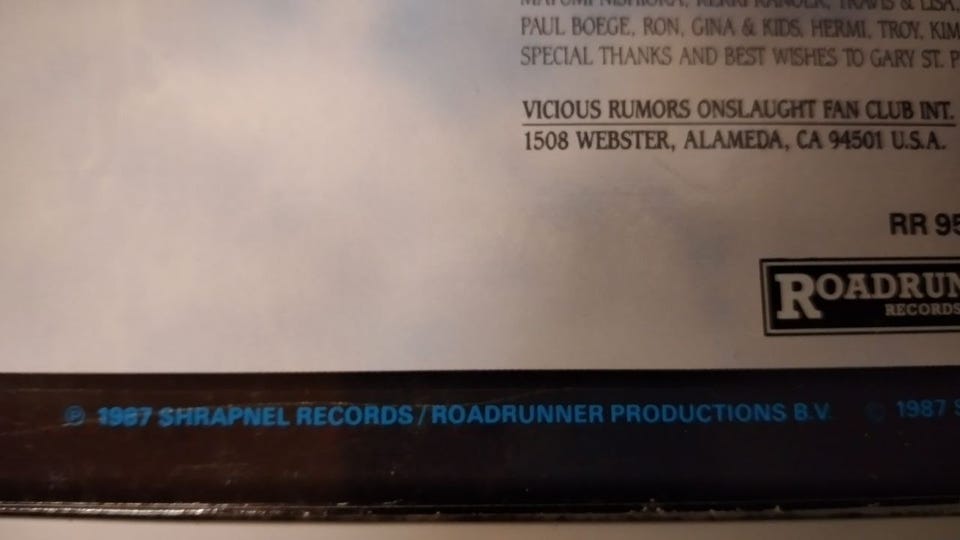 PAUL BOEGE, RON, GINA & KIDS, HERMI, TROY, KIM
SPECIAL THANKS AND BEST WISHES TO GARY ST. P
VICIOUS RUMORS ONSLAUGHT FAN CLUB INT.
1508 WEBSTER, ALAMEDA, CA 94501 U.S.A.
RR 95
ROADRUN
RECORDS
℗ 1987 SHRAPNEL RECORDS / ROADRUNNER PRODUCTIONS B.V. © 1987 S